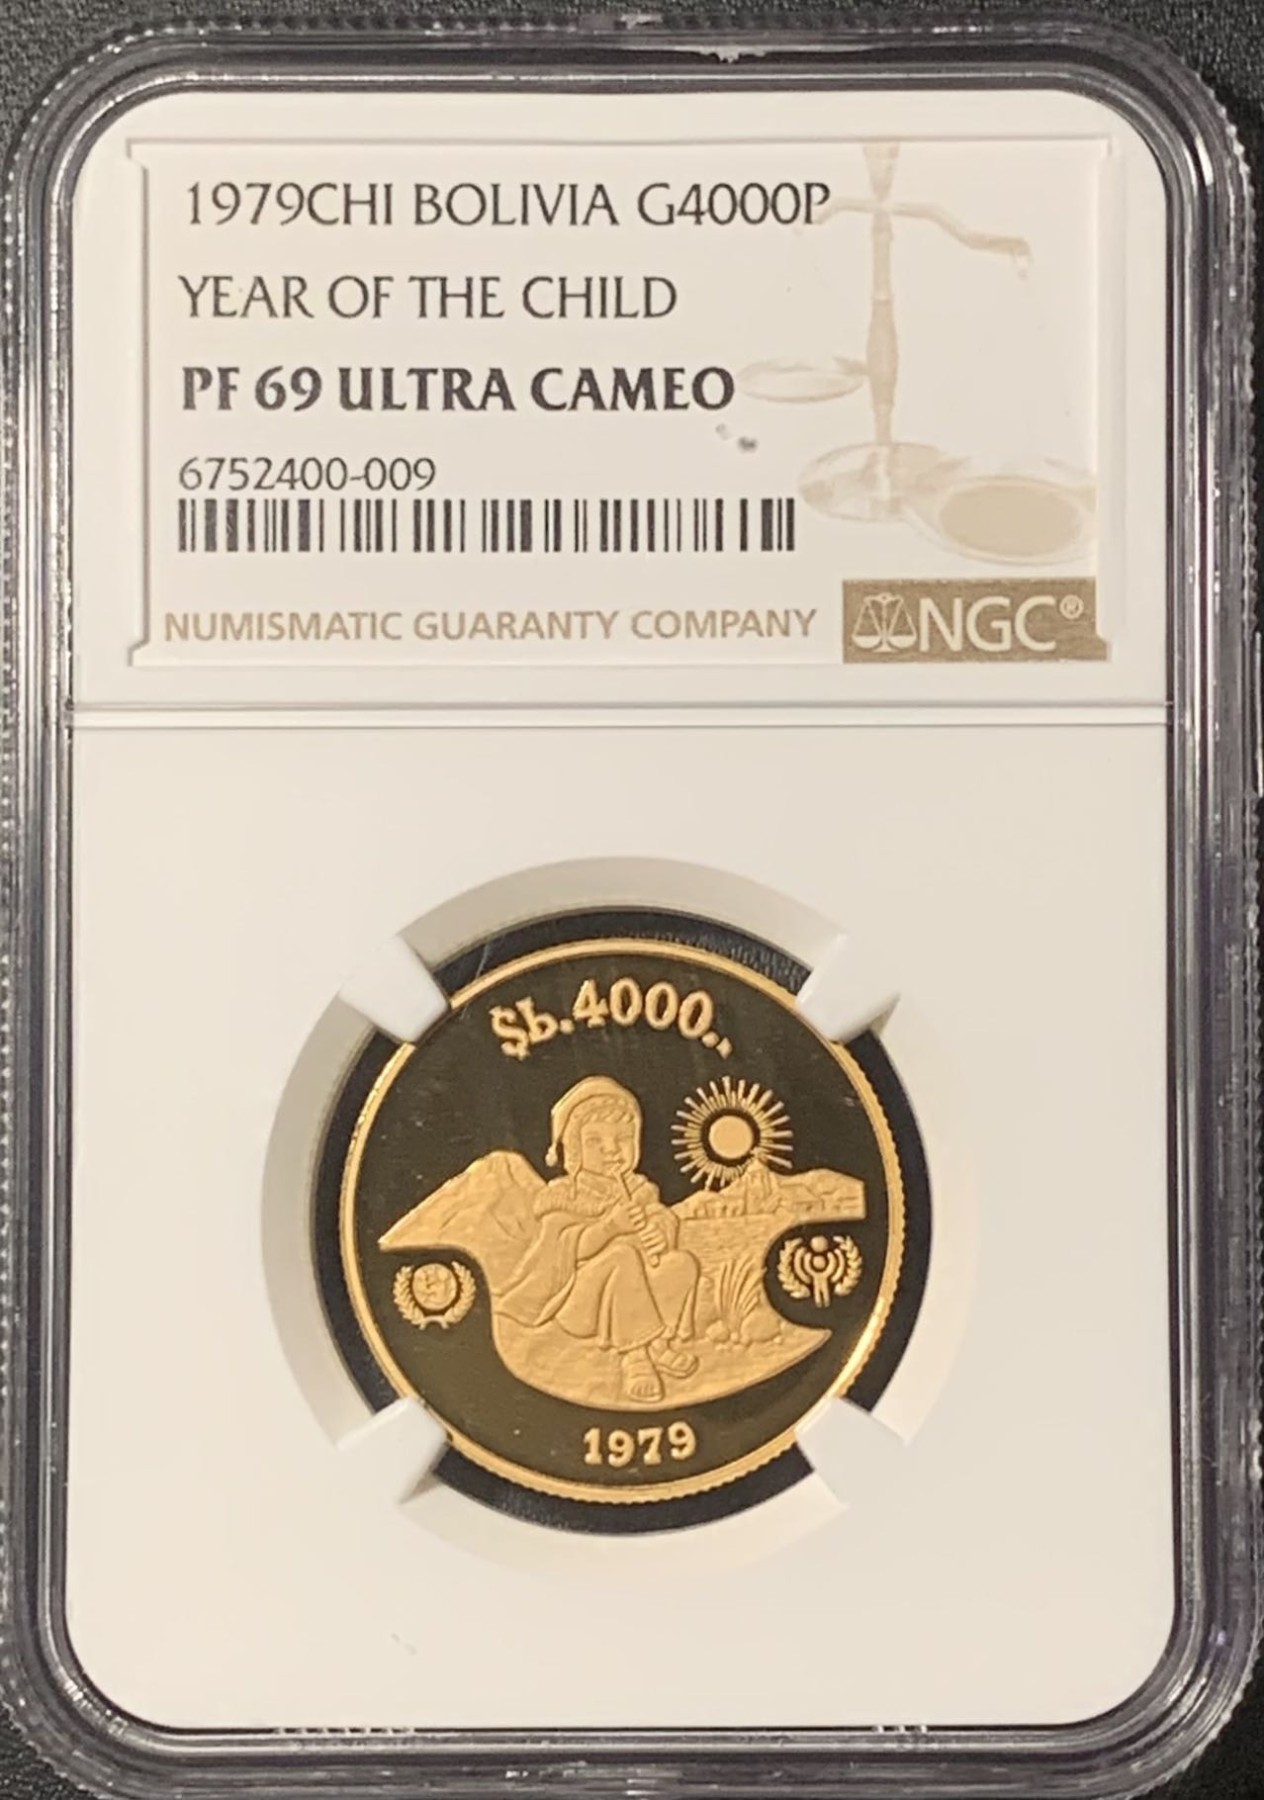 1979CHI BOLIVIA G4000P
YEAR OF THE CHILD
PF 69 ULTRA CAMEO
6752400-009
NUMISMATIC GUARANTY COMPANY
NGC®
$b.4000.,
1979